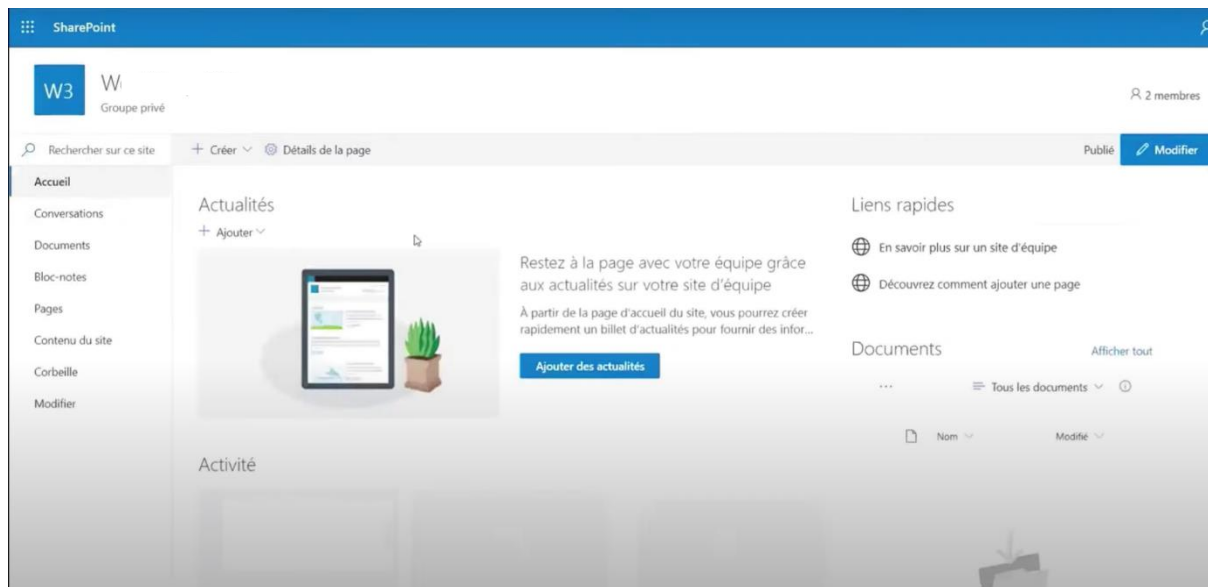 SharePoint
W3
W
Groupe privé
2 membres
Rechercher sur ce site
+ Créer
Détails de la page
Publié
Modifier
Accueil
Conversations
Documents
Bloc-notes
Pages
Contenu du site
Corbeille
Modifier
Actualités
+ Ajouter
Restez à la page avec votre équipe grâce
aux actualités sur votre site d'équipe
À partir de la page d'accueil du site, vous pourrez créer
rapidement un billet d'actualités pour fournir des infor...
Ajouter des actualités
Activité
Liens rapides
En savoir plus sur un site d'équipe
Découvrez comment ajouter une page
Documents
Afficher tout
...
Tous les documents
Nom
Modifié